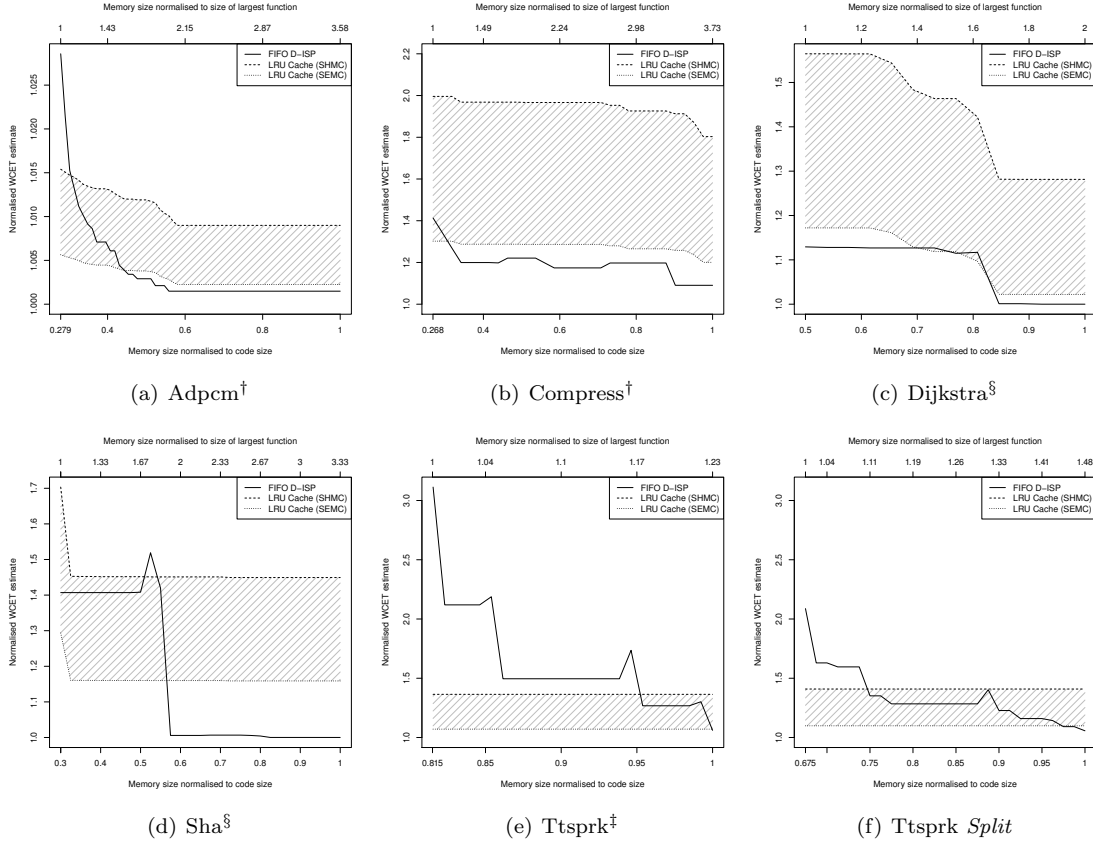 Memory size normalised to size of largest function
1 1.43 2.15 2.87 3.58
FIFO D−ISP
LRU Cache (SHMC)
LRU Cache (SEMC)
Normalised WCET estimate
1.025
1.020
1.015
1.010
1.005
1.000
0.279 0.4 0.6 0.8 1
Memory size normalised to code size
(a) Adpcm†
Memory size normalised to size of largest function
1 1.49 2.24 2.98 3.73
FIFO D−ISP
LRU Cache (SHMC)
LRU Cache (SEMC)
Normalised WCET estimate
2.2
2.0
1.8
1.6
1.4
1.2
1.0
0.268 0.4 0.6 0.8 1
Memory size normalised to code size
(b) Compress†
Memory size normalised to size of largest function
1 1.2 1.4 1.6 1.8 2
FIFO D−ISP
LRU Cache (SHMC)
LRU Cache (SEMC)
Normalised WCET estimate
1.5
1.4
1.3
1.2
1.1
1.0
0.5 0.6 0.7 0.8 0.9 1
Memory size normalised to code size
(c) Dijkstra§
Memory size normalised to size of largest function
1 1.33 1.67 2 2.33 2.67 3 3.33
FIFO D−ISP
LRU Cache (SHMC)
LRU Cache (SEMC)
Normalised WCET estimate
1.7
1.6
1.5
1.4
1.3
1.2
1.1
1.0
0.3 0.4 0.5 0.6 0.7 0.8 0.9 1
Memory size normalised to code size
(d) Sha§
Memory size normalised to size of largest function
1 1.04 1.1 1.17 1.23
FIFO D−ISP
LRU Cache (SHMC)
LRU Cache (SEMC)
Normalised WCET estimate
3.0
2.5
2.0
1.5
1.0
0.815 0.85 0.9 0.95 1
Memory size normalised to code size
(e) Ttsprk‡
Memory size normalised to size of largest function
1 1.04 1.11 1.19 1.26 1.33 1.41 1.48
FIFO D−ISP
LRU Cache (SHMC)
LRU Cache (SEMC)
Normalised WCET estimate
3.0
2.5
2.0
1.5
1.0
0.675 0.75 0.8 0.85 0.9 0.95 1
Memory size normalised to code size
(f) Ttsprk Split